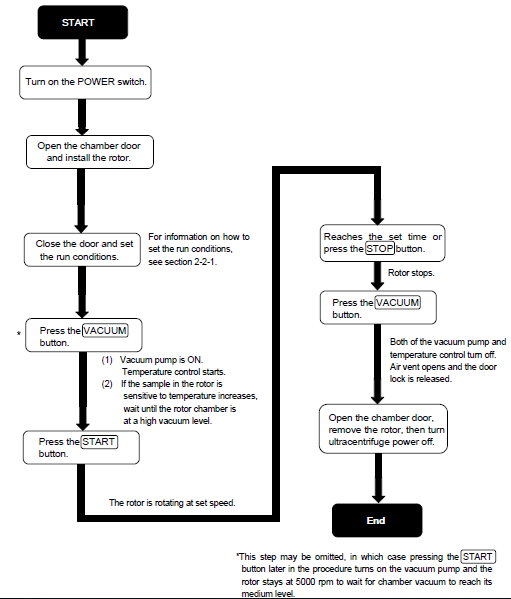 START
Turn on the POWER switch.
Open the chamber door
and install the rotor.
Close the door and set
the run conditions.
For information on how to
set the run conditions,
see section 2-2-1.
*
Press the VACUUM
button.
(1) Vacuum pump is ON.
Temperature control starts.
(2) If the sample in the rotor is
sensitive to temperature increases,
wait until the rotor chamber is
at a high vacuum level.
Press the START
button.
The rotor is rotating at set speed.
Reaches the set time or
press the STOP button.
Rotor stops.
Press the VACUUM
button.
Both of the vacuum pump and
temperature control turn off.
Air vent opens and the door
lock is released.
Open the chamber door,
remove the rotor, then turn
ultracentrifuge power off.
End
*This step may be omitted, in which case pressing the START
button later in the procedure turns on the vacuum pump and the
rotor stays at 5000 rpm to wait for chamber vacuum to reach its
medium level.